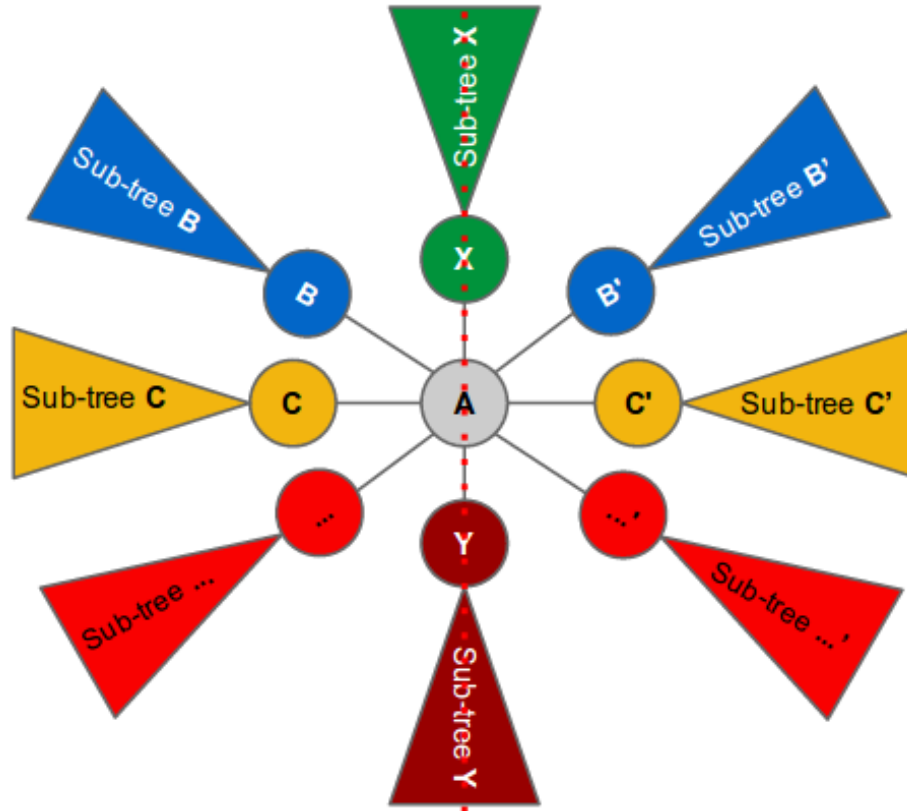 Sub-tree X
Sub-tree B
Sub-tree B'
X
B
B'
Sub-tree C
C
A
C'
Sub-tree C’
...
...’
Y
Sub-tree ...
Sub-tree ...’
Sub-tree Y